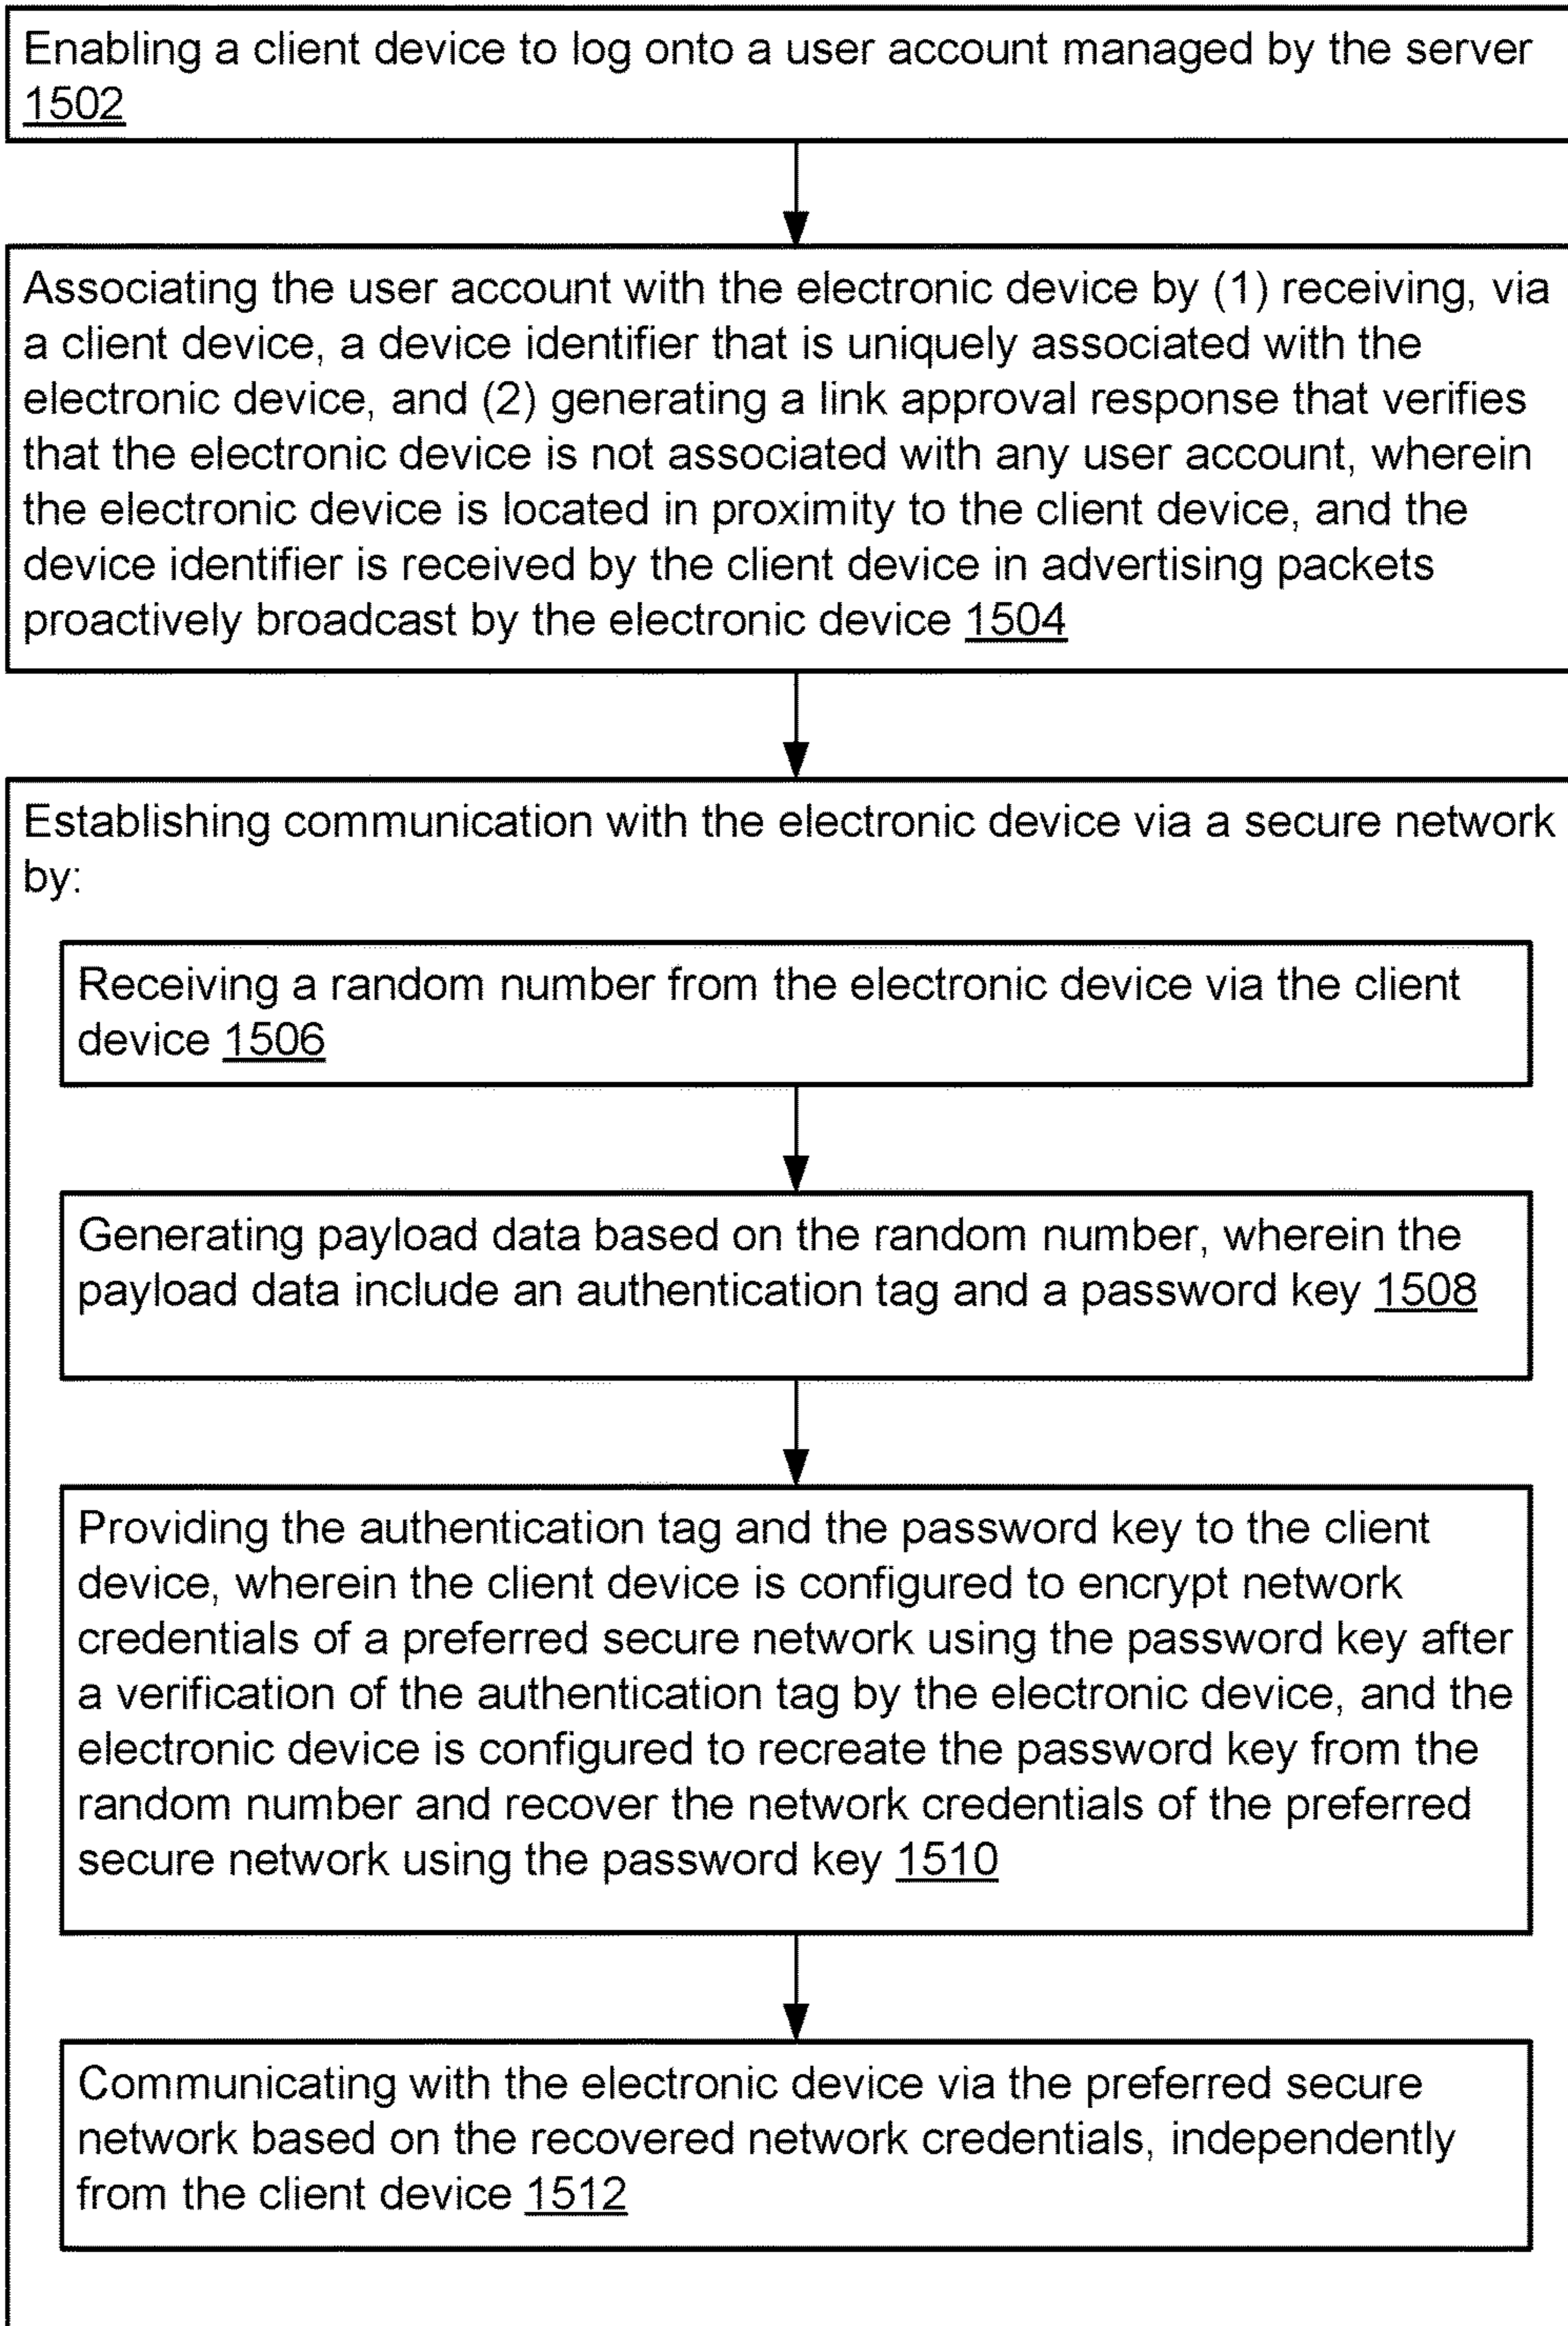 Enabling a client device to log onto a user account managed by the server
1502
Associating the user account with the electronic device by (1) receiving, via
a client device, a device identifier that is uniquely associated with the
electronic device, and (2) generating a link approval response that verifies
that the electronic device is not associated with any user account, wherein
the electronic device is located in proximity to the client device, and the
device identifier is received by the client device in advertising packets
proactively broadcast by the electronic device 1504
Establishing communication with the electronic device via a secure network
by:
Receiving a random number from the electronic device via the client
device 1506
Generating payload data based on the random number, wherein the
payload data include an authentication tag and a password key 1508
Providing the authentication tag and the password key to the client
device, wherein the client device is configured to encrypt network
credentials of a preferred secure network using the password key after
a verification of the authentication tag by the electronic device, and the
electronic device is configured to recreate the password key from the
random number and recover the network credentials of the preferred
secure network using the password key 1510
Communicating with the electronic device via the preferred secure
network based on the recovered network credentials, independently
from the client device 1512